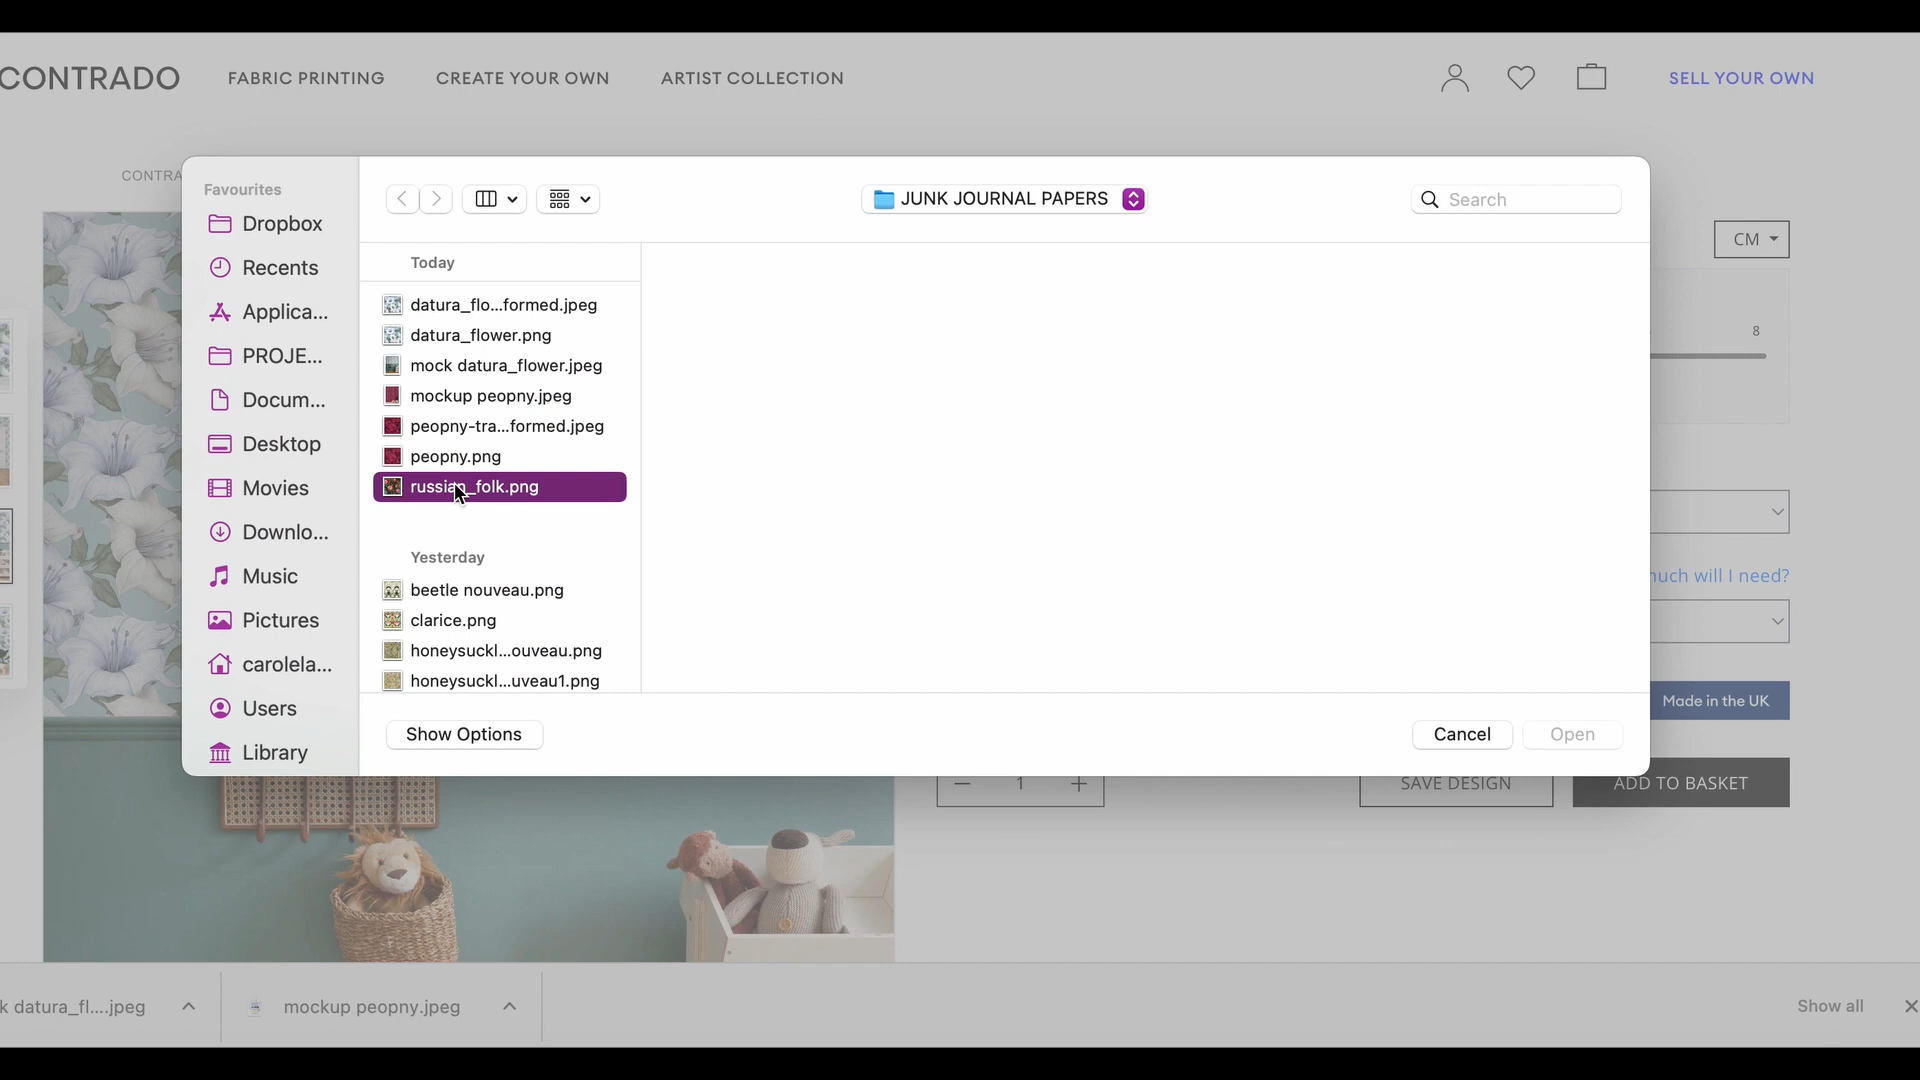 CONTRADO
FABRIC PRINTING
CREATE YOUR OWN
ARTIST COLLECTION
SELL YOUR OWN
CONTRA
Favourites
Dropbox
Recents
Applica...
PROJE...
Docum...
Desktop
Movies
Downlo...
Music
Pictures
carolela...
Users
Library
JUNK JOURNAL PAPERS
Search
Today
datura_flo...formed.jpeg
datura_flower.png
mock datura_flower.jpeg
mockup peopny.jpeg
peopny-tra...formed.jpeg
peopny.png
russian_folk.png
Yesterday
beetle nouveau.png
clarice.png
honeysuckl...ouveau.png
honeysuckl...uveau1.png
Show Options
Cancel
Open
CM
8
much will I need?
Made in the UK
1
SAVE DESIGN
ADD TO BASKET
k datura_fl....jpeg
mockup peopny.jpeg
Show all